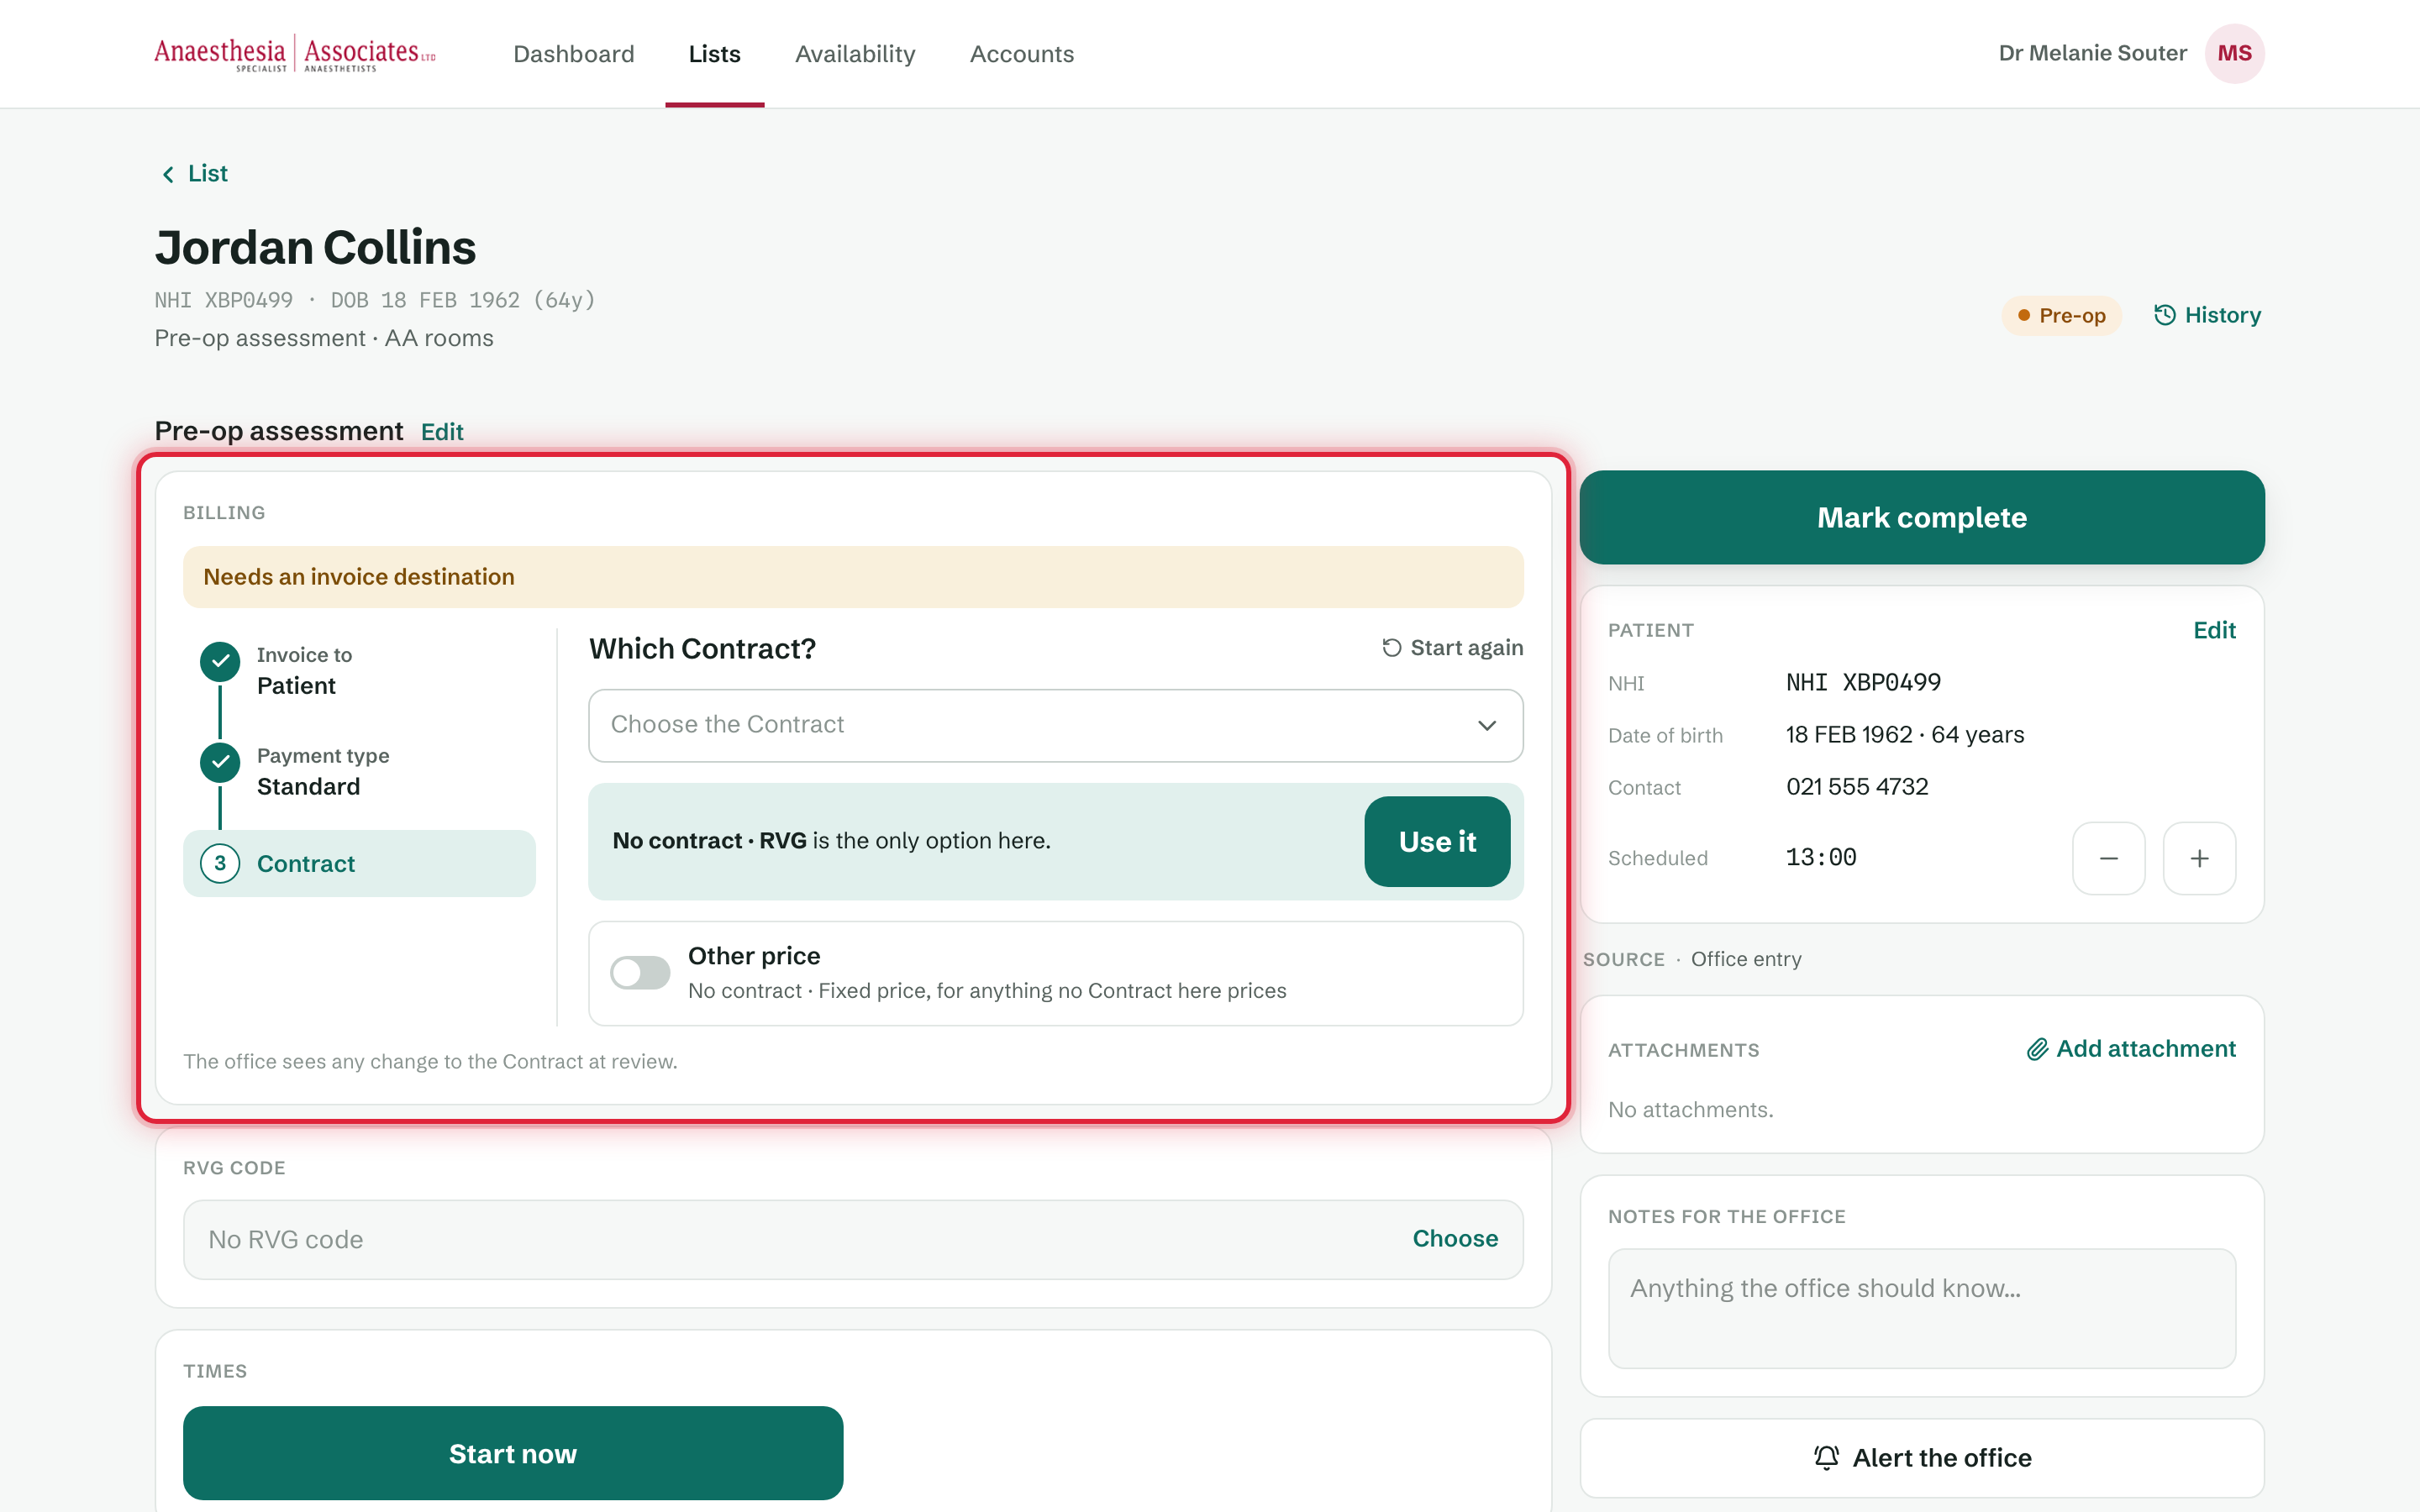 Anaesthesia | Associates LTD
SPECIALIST ANAESTHETISTS
Dashboard
Lists
Availability
Accounts
Dr Melanie Souter
MS
List
Jordan Collins
NHI XBP0499 · DOB 18 FEB 1962 (64y)
Pre-op assessment · AA rooms
Pre-op
History
Pre-op assessment Edit
BILLING
Needs an invoice destination
Invoice to
Patient
Payment type
Standard
3 Contract
Which Contract?
Start again
Choose the Contract
No contract · RVG is the only option here.
Use it
Other price
No contract · Fixed price, for anything no Contract here prices
The office sees any change to the Contract at review.
RVG CODE
No RVG code
Choose
TIMES
Start now
Mark complete
PATIENT
Edit
NHI NHI XBP0499
Date of birth 18 FEB 1962 · 64 years
Contact 021 555 4732
Scheduled 13:00 − +
SOURCE · Office entry
ATTACHMENTS
Add attachment
No attachments.
NOTES FOR THE OFFICE
Anything the office should know...
Alert the office